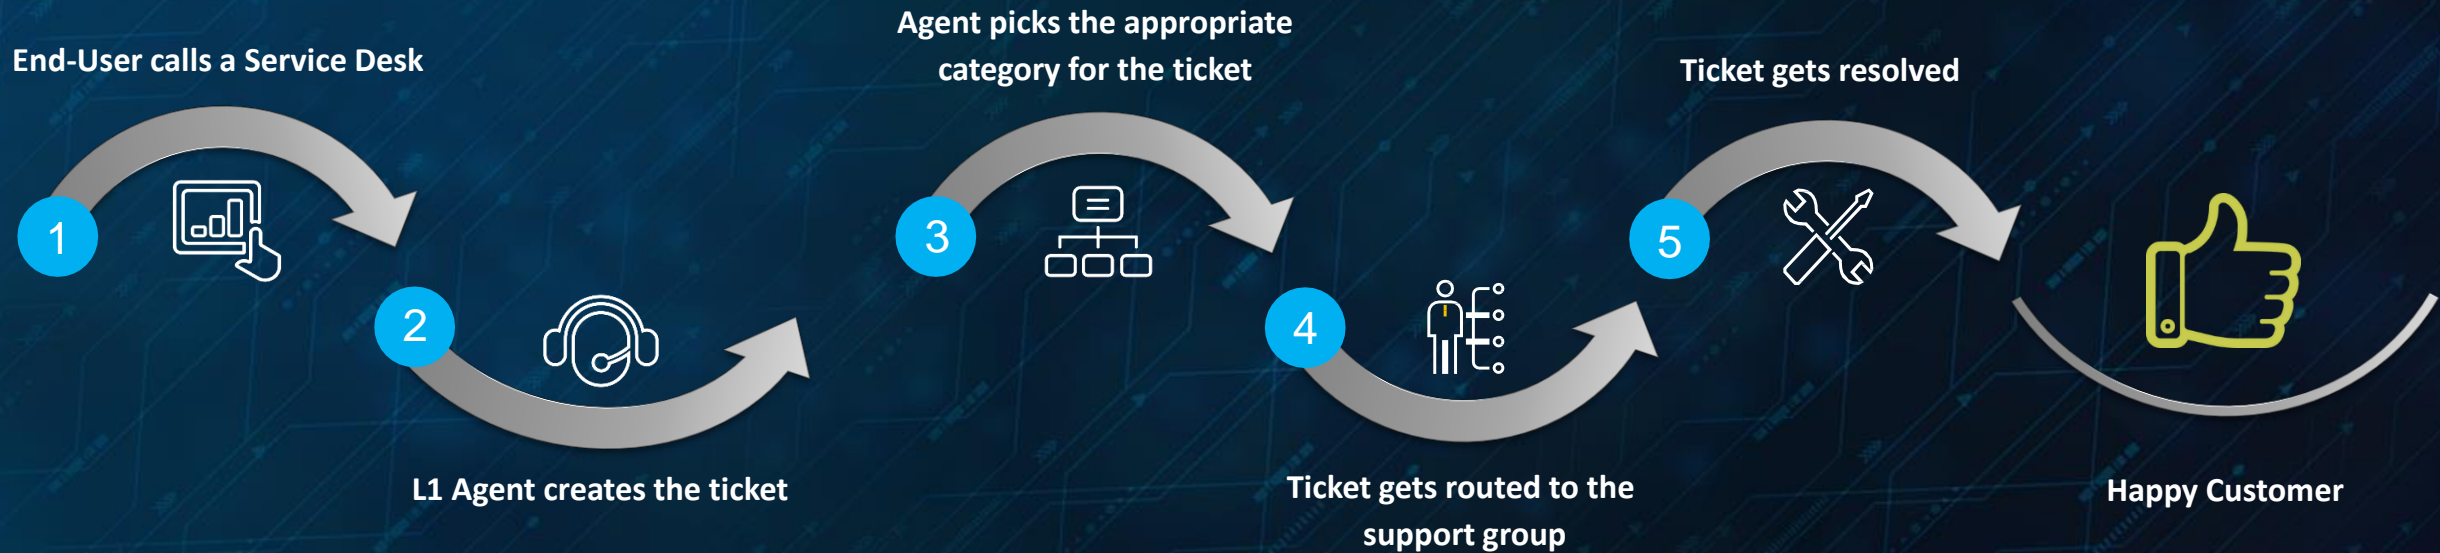 End-User calls a Service Desk
1
2
L1 Agent creates the ticket
Agent picks the appropriate
category for the ticket
3
4
Ticket gets routed to the
support group
Ticket gets resolved
5
Happy Customer